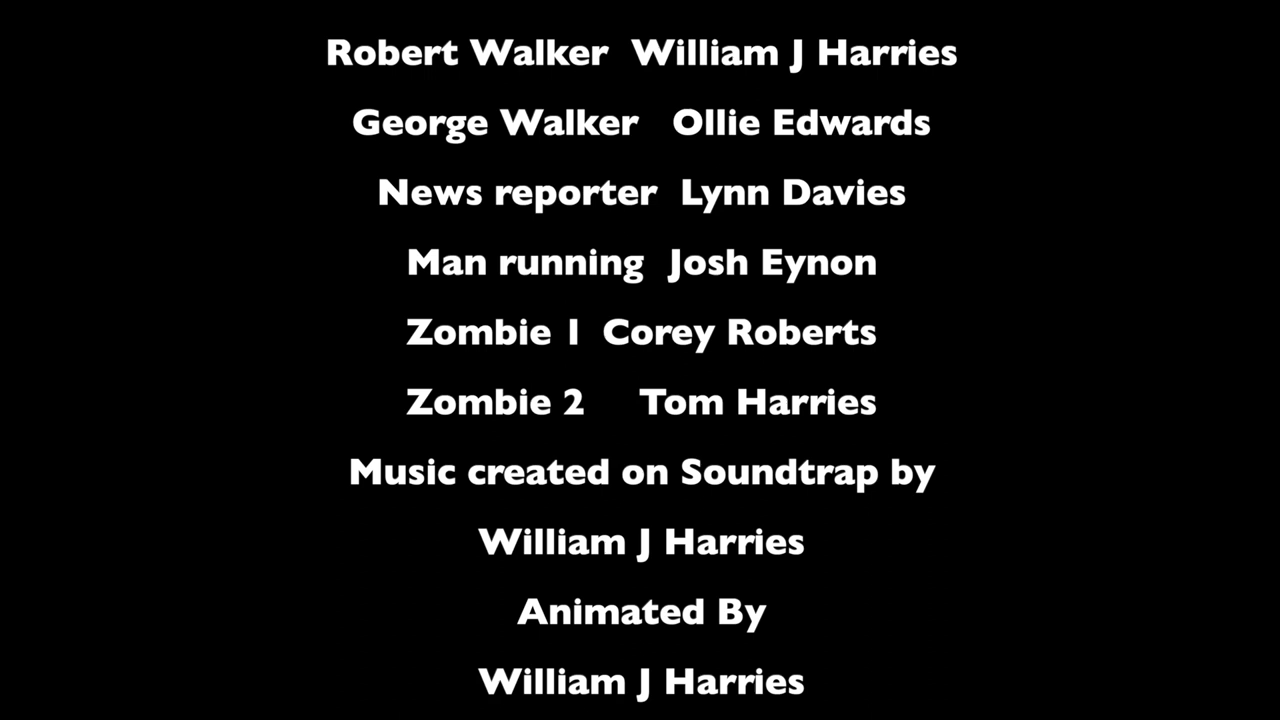 Robert Walker William J Harries
George Walker Ollie Edwards
News reporter Lynn Davies
Man running Josh Eynon
Zombie 1 Corey Roberts
Zombie 2 Tom Harries
Music created on Soundtrap by
William J Harries
Animated By
William J Harries